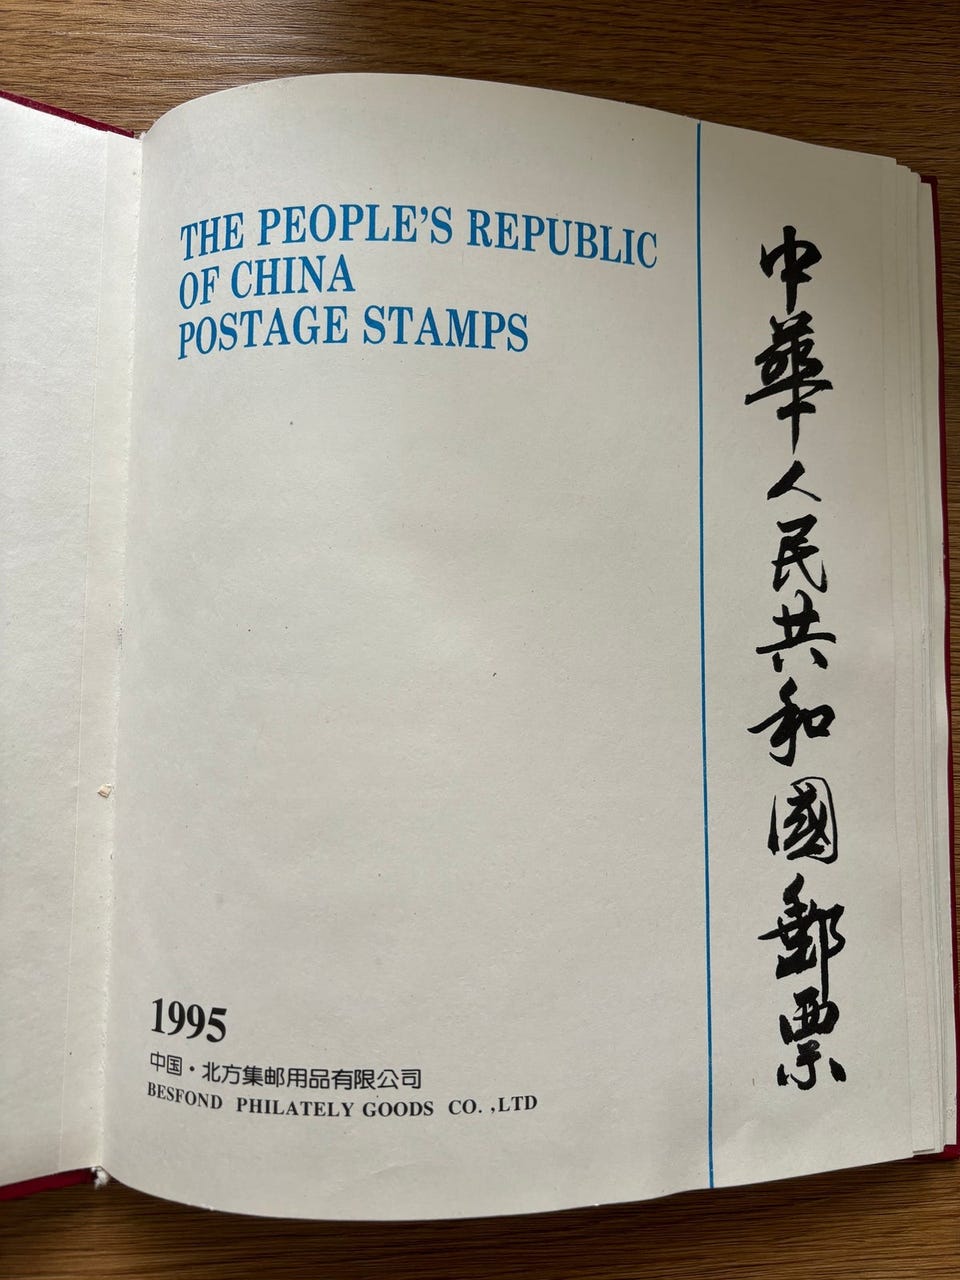 THE PEOPLE'S REPUBLIC
OF CHINA
POSTAGE STAMPS
中華人民共和國郵票
1995
中国·北方集邮用品有限公司
BESFOND PHILATELY GOODS CO. ,LTD